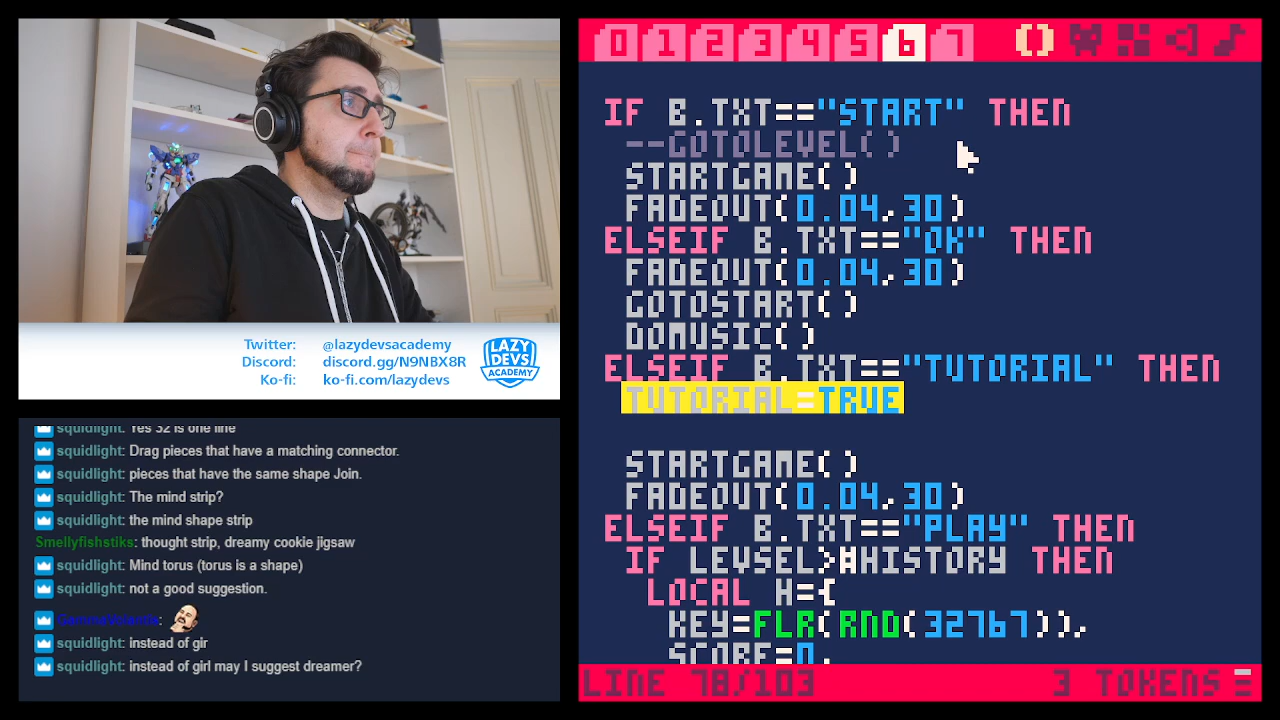 Twitter: @lazydevsacademy
Discord: discord.gg/N9NBX8R
Ko-fi: ko-fi.com/lazydevs
LAZY
DEVS
ACADEMY
squidlight: Yes 32 is one line
squidlight: Drag pieces that have a matching connector.
squidlight: pieces that have the same shape Join.
squidlight: The mind strip?
squidlight: the mind shape strip
Smellyfishstiks: thought strip, dreamy cookie jigsaw
squidlight: Mind torus (torus is a shape)
squidlight: not a good suggestion.
squidlight: instead of gir
squidlight: instead of girl may I suggest dreamer?
0 1 2 3 4 5 6 7 ()
IF B.TXT=="START" THEN
--GOTOLEVEL()
STARTGAME()
FADEOUT(0.04,30)
ELSEIF B.TXT=="OK" THEN
FADEOUT(0.04,30)
GOTOSTART()
DOMUSIC()
ELSEIF B.TXT=="TUTORIAL" THEN
TUTORIAL=TRUE
STARTGAME()
FADEOUT(0.04,30)
ELSEIF B.TXT=="PLAY" THEN
IF LEVSEL>#HISTORY THEN
LOCAL H={
KEY=FLR(RND(32767)),
SCORE=0,
LINE 78/103 3 TOKENS